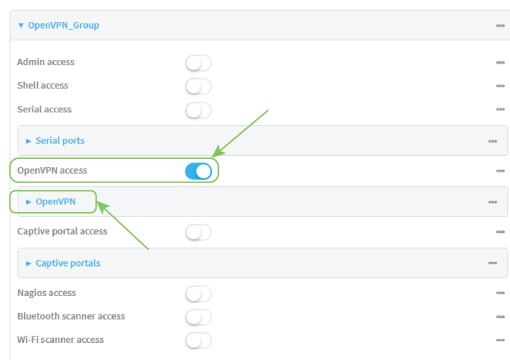 OpenVPN_Group
Admin access
Shell access
Serial access
Serial ports
OpenVPN access
OpenVPN
Captive portal access
Captive portals
Nagios access
Bluetooth scanner access
Wi-Fi scanner access